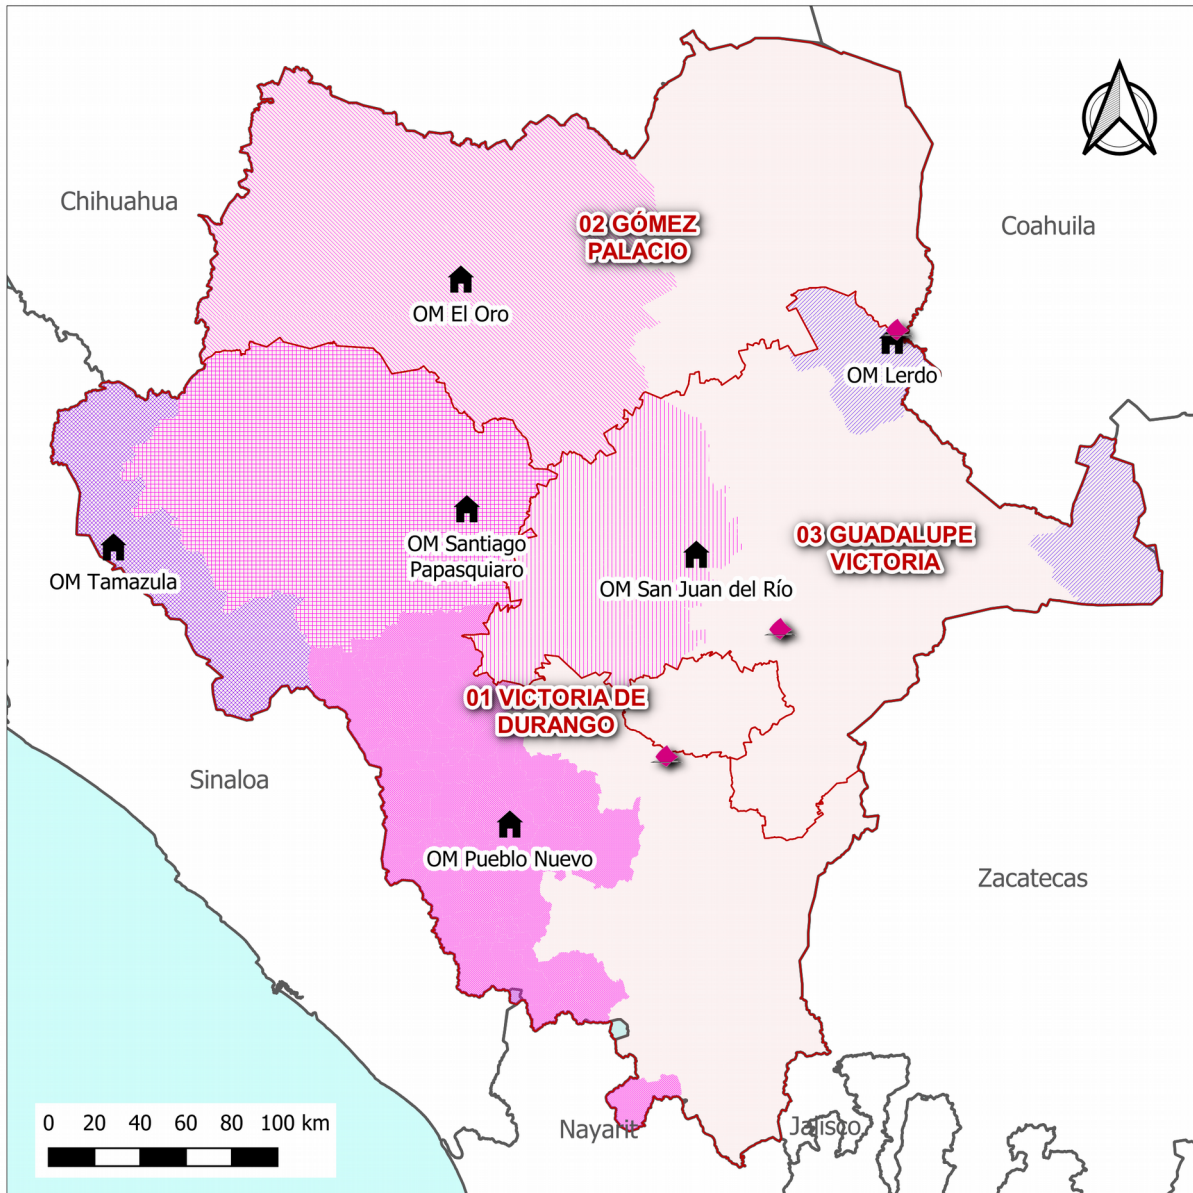 Chihuahua
02 GÓMEZ
PALACIO
Coahuila
OM El Oro
OM Lerdo
OM Santiago
Papasquiaro
03 GUADALUPE
VICTORIA
OM Tamazula
OM San Juan del Río
01 VICTORIA DE
DURANGO
Sinaloa
OM Pueblo Nuevo
Zacatecas
0 20 40 60 80 100 km
Nayarit
Jalisco